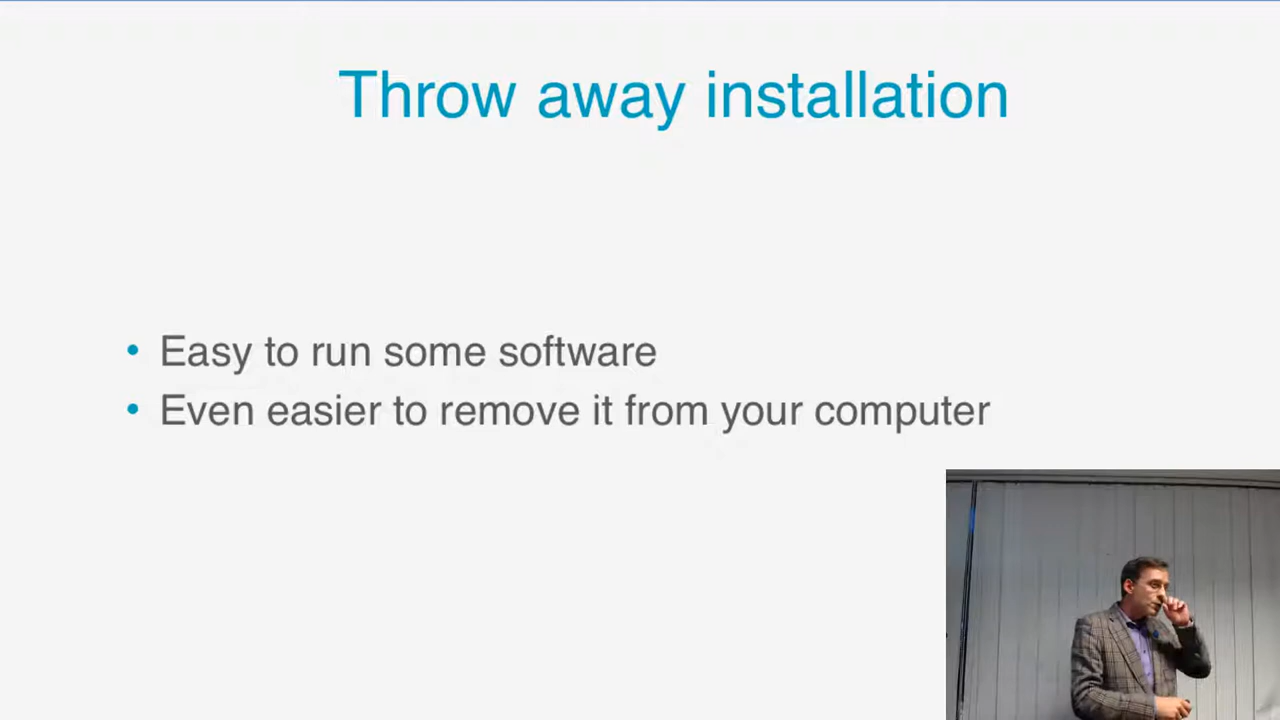 Throw away installation
• Easy to run some software
• Even easier to remove it from your computer